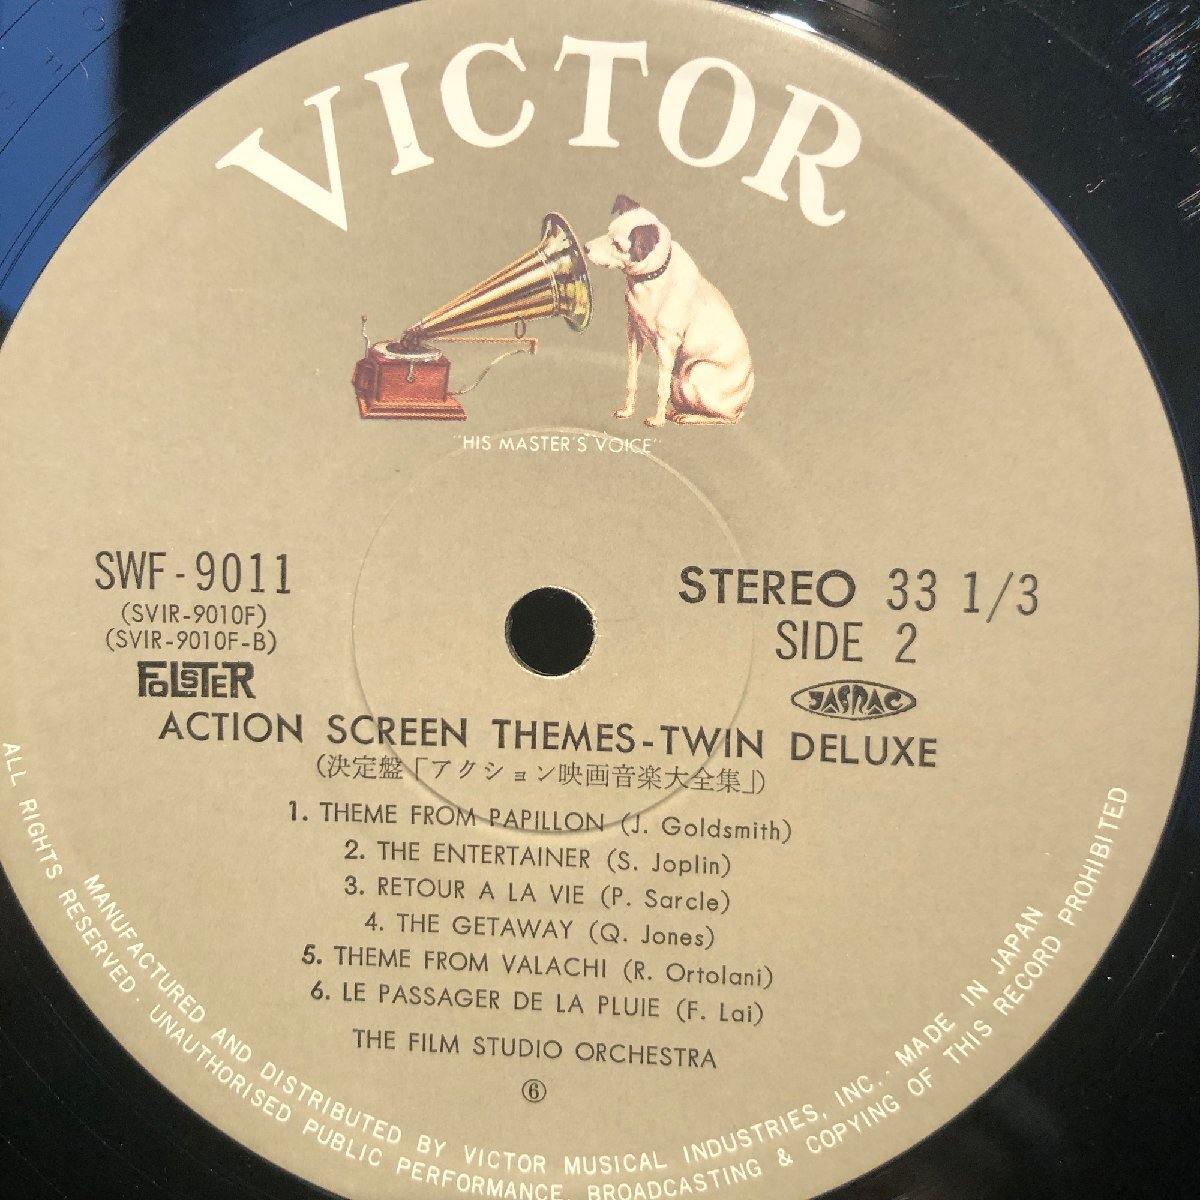 VICTOR
"HIS MASTER'S VOICE"
SWF-9011
(SVIR-9010F)
(SVIR-9010F-B)
FOLSTER
STEREO 33 1/3
SIDE 2
JASRAC
ACTION SCREEN THEMES-TWIN DELUXE
(決定盤「アクション映画音楽大全集」)
1. THEME FROM PAPILLON (J. Goldsmith)
2. THE ENTERTAINER (S. Joplin)
3. RETOUR A LA VIE (P. Sarcle)
4. THE GETAWAY (Q. Jones)
5. THEME FROM VALACHI (R. Ortolani)
6. LE PASSAGER DE LA PLUIE (F. Lai)
THE FILM STUDIO ORCHESTRA
⑥
MANUFACTURED AND DISTRIBUTED BY VICTOR MUSICAL INDUSTRIES, INC. · MADE IN JAPAN
ALL RIGHTS RESERVED · UNAUTHORISED PUBLIC PERFORMANCE, BROADCASTING & COPYING OF THIS RECORD PROHIBITED